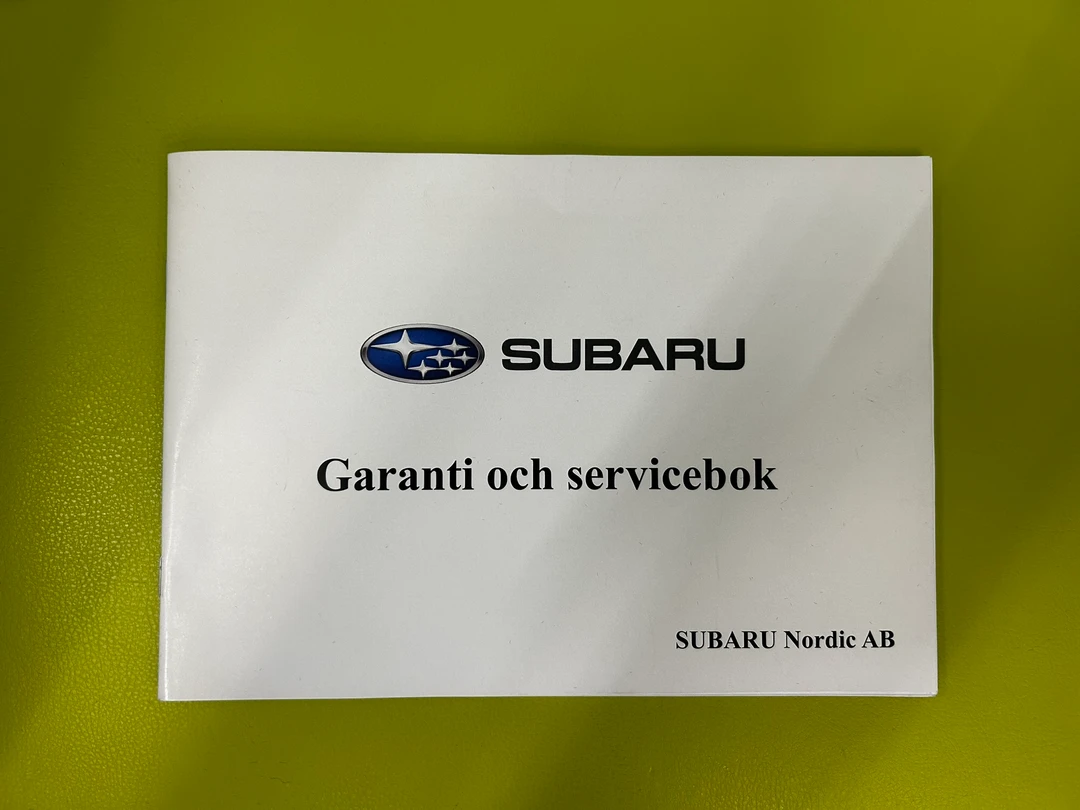 SUBARU
Garanti och servicebok
SUBARU Nordic AB